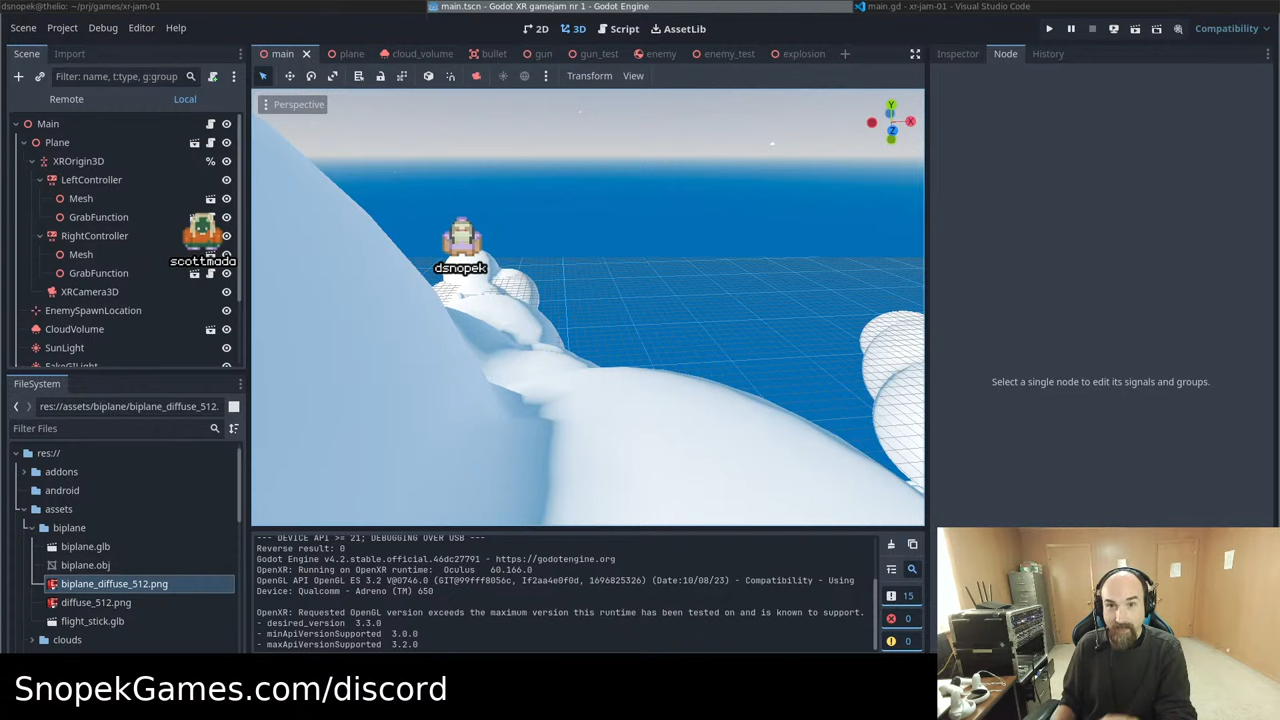 dsnopek@thelio: ~/prj/games/xr-jam-01
main.tscn - Godot XR gamejam nr 1 - Godot Engine
main.gd - xr-jam-01 - Visual Studio Code
Scene Project Debug Editor Help
2D 3D Script AssetLib
Compatibility
Scene Import
main plane cloud_volume bullet gun gun_test enemy enemy_test explosion
Inspector Node History
Filter: name, t:type, g:group
Transform View
Remote Local
Perspective
Y
X
Z
Main
Plane
XROrigin3D
%
LeftController
Mesh
GrabFunction
RightController
Mesh
GrabFunction
XRCamera3D
EnemySpawnLocation
CloudVolume
SunLight
FakeGILight
scottmada
dsnopek
Select a single node to edit its signals and groups.
FileSystem
res://assets/biplane/biplane_diffuse_512.
Filter Files
res://
addons
android
assets
biplane
biplane.glb
biplane.obj
biplane_diffuse_512.png
diffuse_512.png
flight_stick.glb
clouds
--- DEVICE API >= 21; DEBUGGING OVER USB ---
Reverse result: 0
Godot Engine v4.2.stable.official.46dc27791 - https://godotengine.org
OpenXR: Running on OpenXR runtime:  Oculus   60.166.0
OpenGL API OpenGL ES 3.2 V@0746.0 (GIT@99fff8056c, If2aa4e0f0d, 1696825326) (Date:10/08/23) - Compatibility - Using
Device: Qualcomm - Adreno (TM) 650
OpenXR: Requested OpenGL version exceeds the maximum version this runtime has been tested on and is known to support.
- desired_version  3.3.0
- minApiVersionSupported  3.0.0
- maxApiVersionSupported  3.2.0
15
0
0
SnopekGames.com/discord